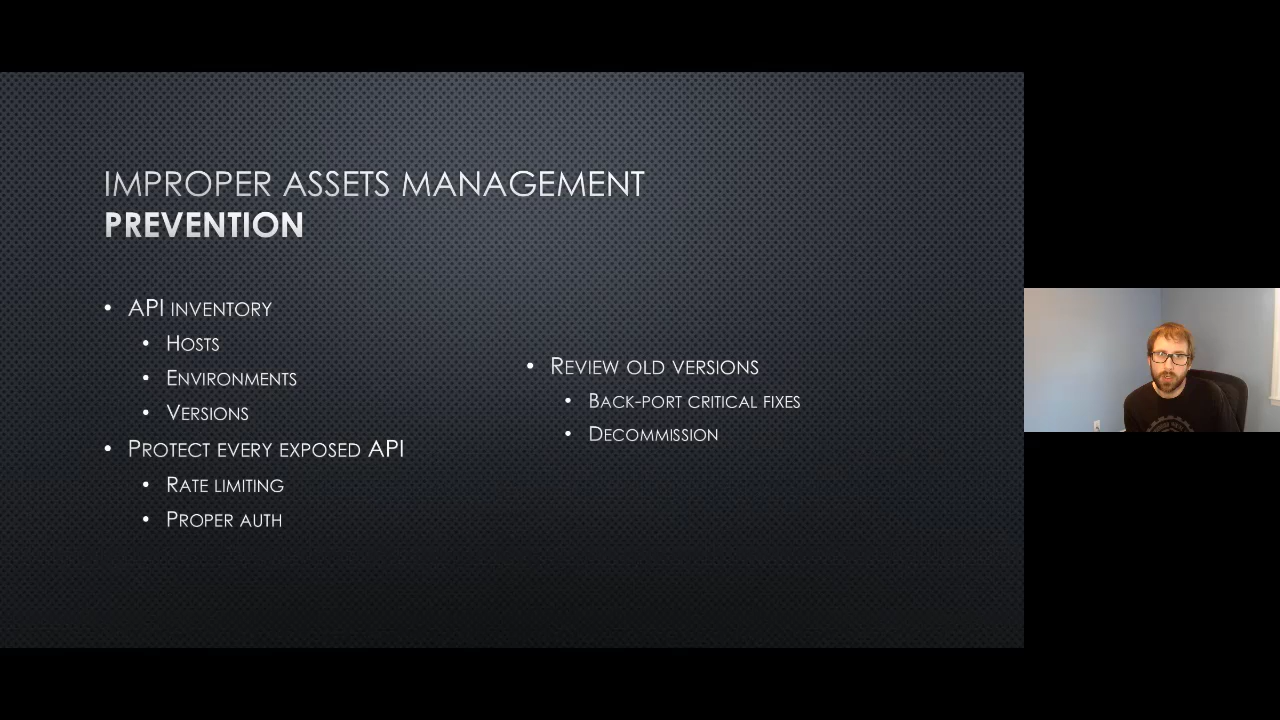 IMPROPER ASSETS MANAGEMENT
PREVENTION
• API INVENTORY
• HOSTS
• ENVIRONMENTS
• VERSIONS
• PROTECT EVERY EXPOSED API
• RATE LIMITING
• PROPER AUTH
• REVIEW OLD VERSIONS
• BACK-PORT CRITICAL FIXES
• DECOMMISSION